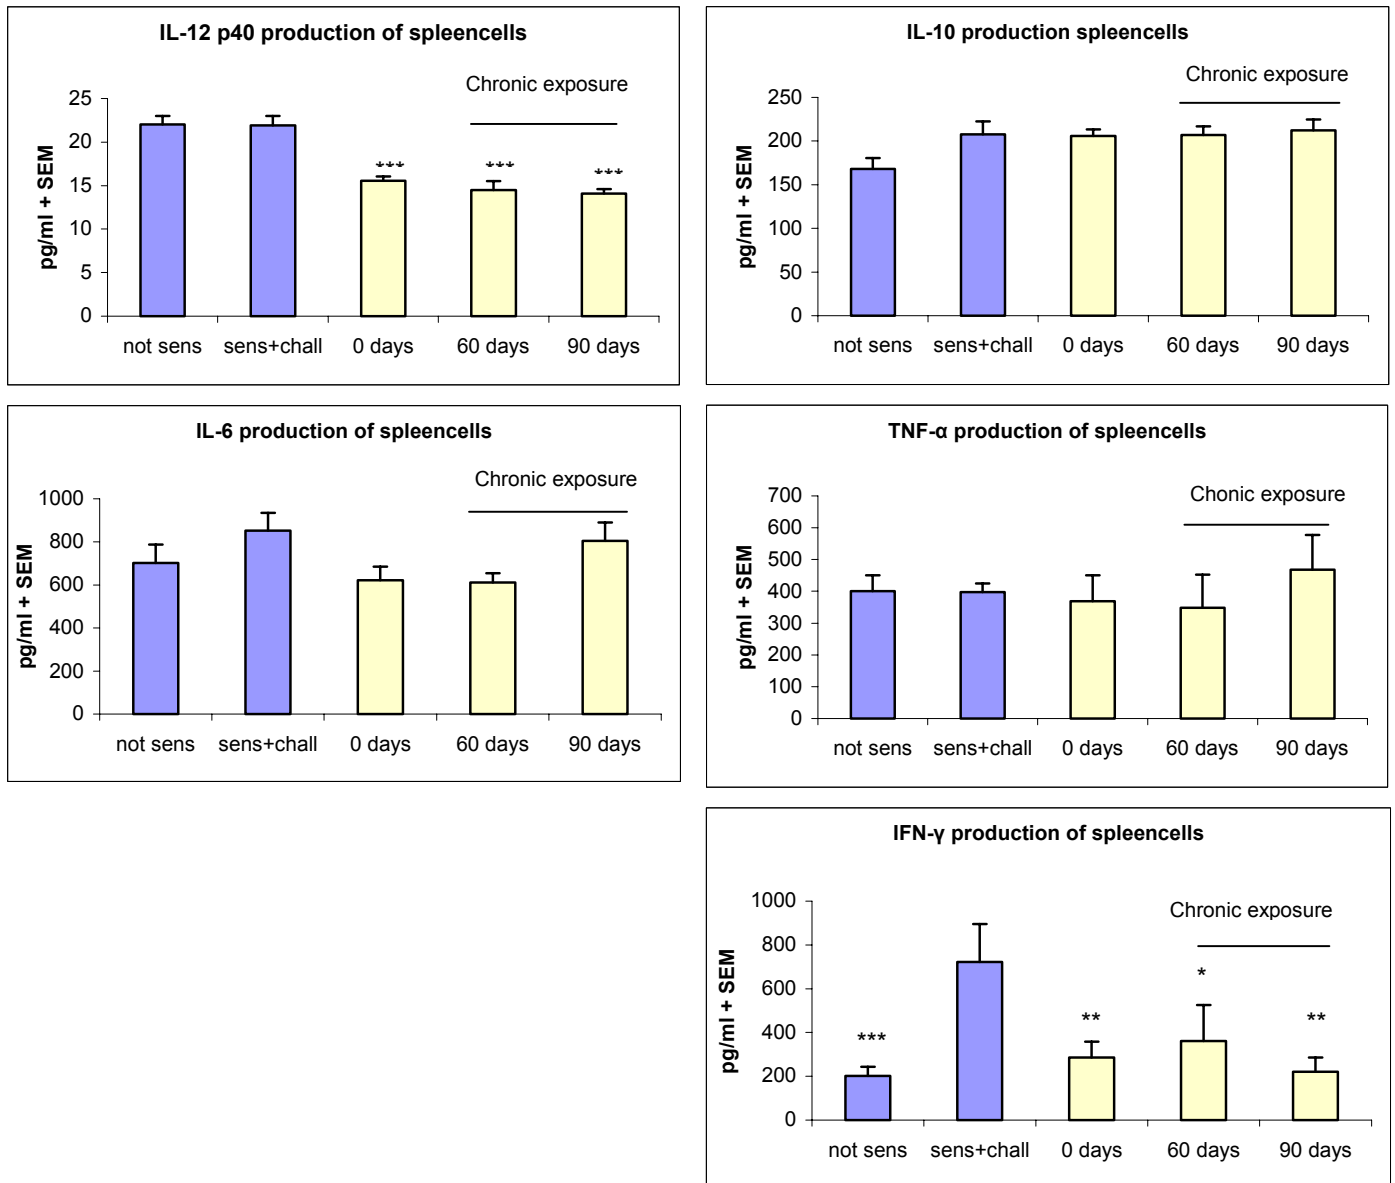 IL-12 p40 production of spleencells
Chronic exposure
25
20
15
10
5
0
pg/ml + SEM
***
***
***
not sens sens+chall 0 days 60 days 90 days
IL-10 production spleencells
Chronic exposure
250
200
150
100
50
0
pg/ml + SEM
not sens sens+chall 0 days 60 days 90 days
IL-6 production of spleencells
Chronic exposure
1000
800
600
400
200
0
pg/ml + SEM
not sens sens+chall 0 days 60 days 90 days
TNF-α production of spleencells
Chonic exposure
700
600
500
400
300
200
100
0
pg/ml + SEM
not sens sens+chall 0 days 60 days 90 days
IFN-γ production of spleencells
Chronic exposure
1000
800
600
400
200
0
pg/ml + SEM
***
**
*
**
not sens sens+chall 0 days 60 days 90 days